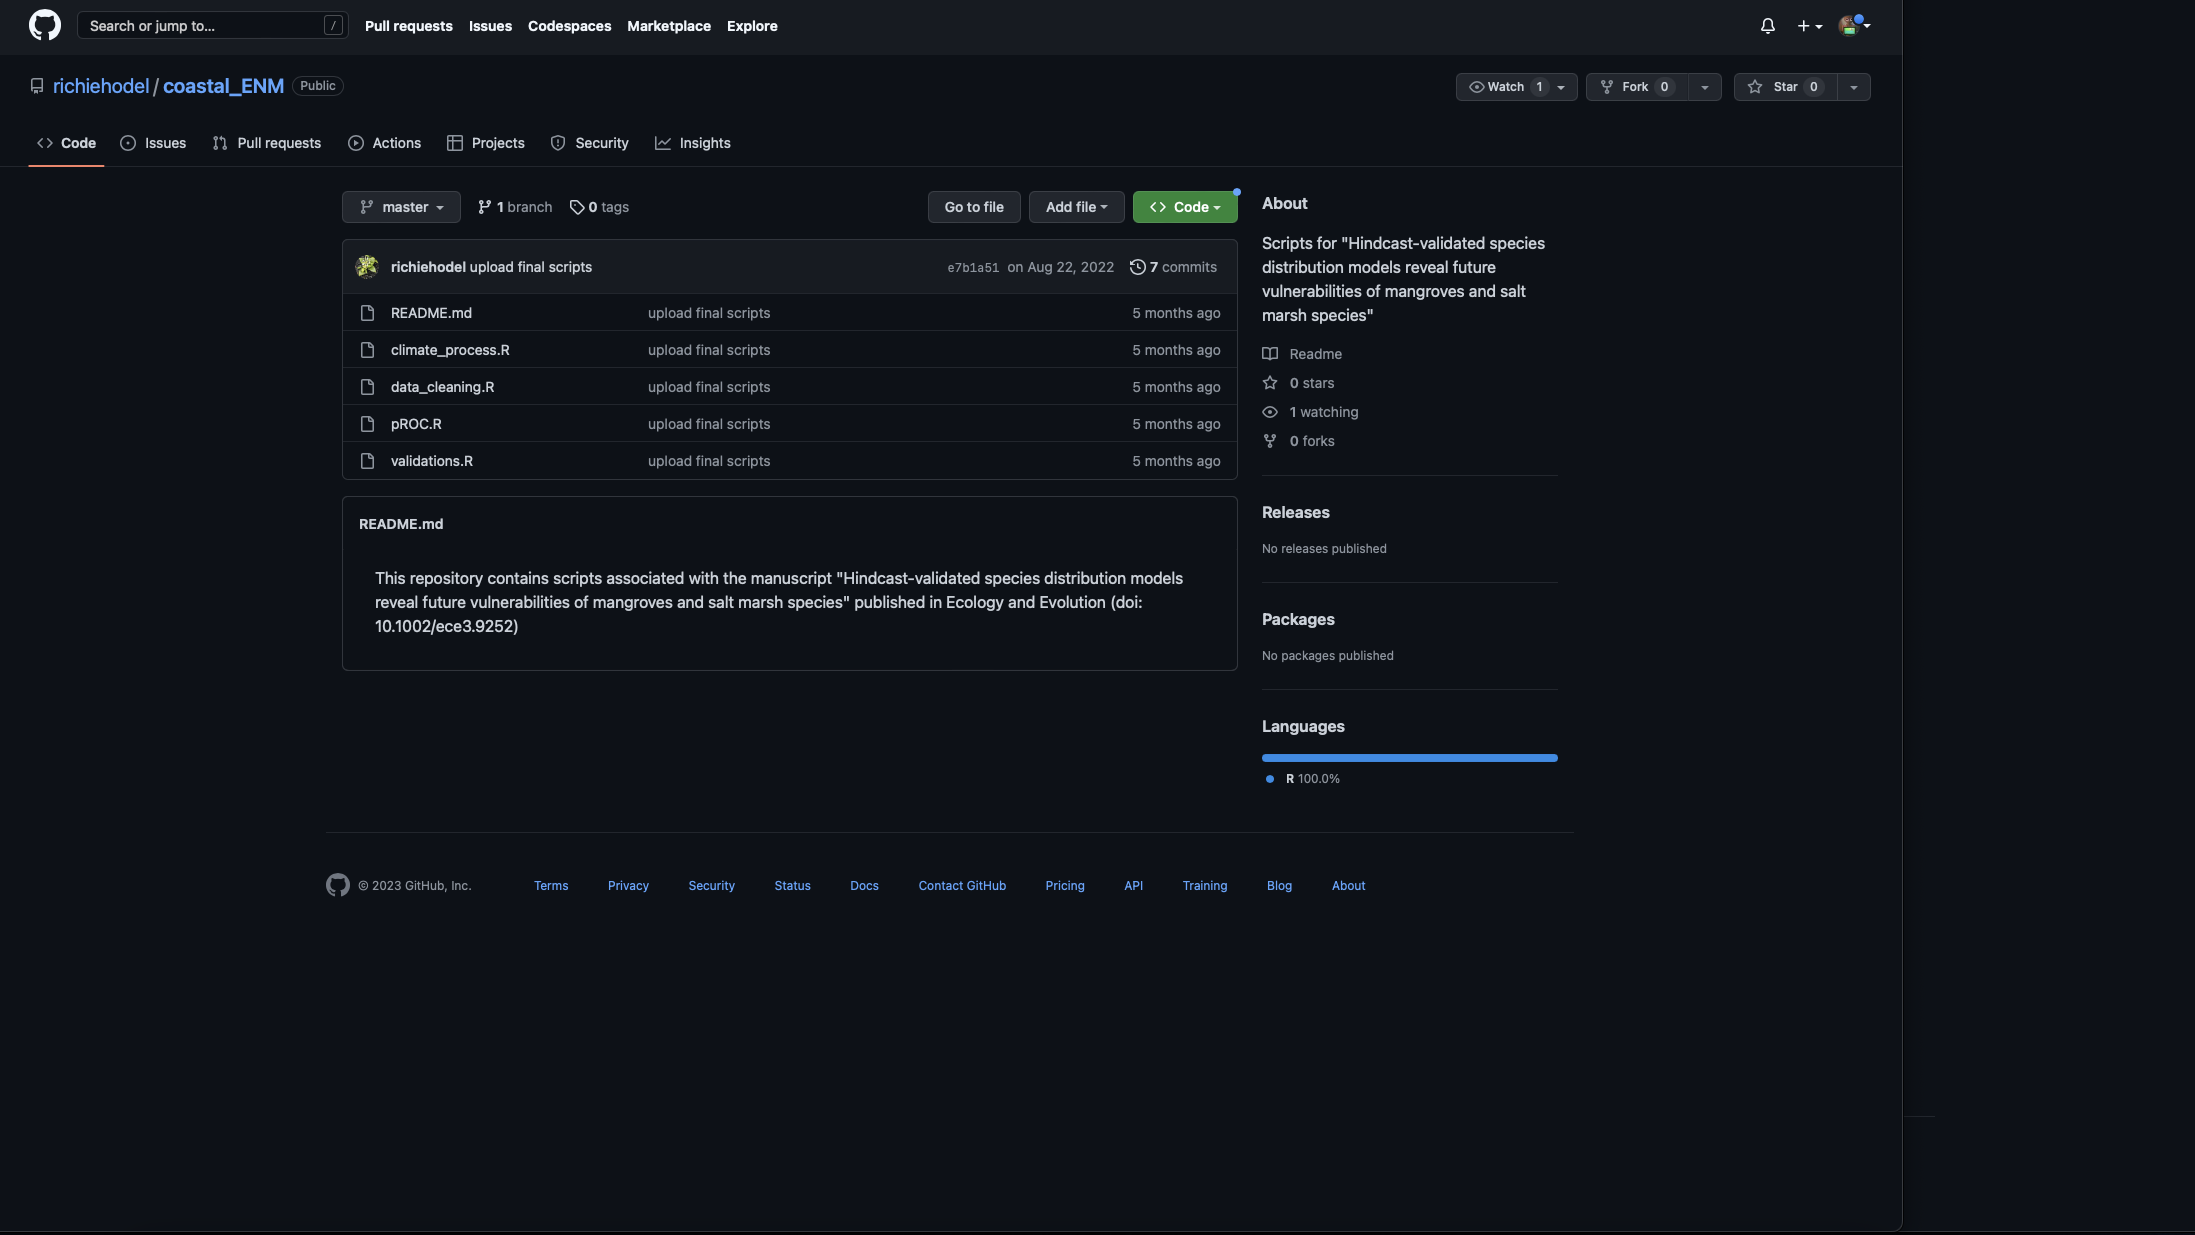 Search or jump to... /
Pull requests Issues Codespaces Marketplace Explore
richiehodel / coastal_ENM Public
Watch 1 Fork 0 Star 0
Code Issues Pull requests Actions Projects Security Insights
master 1 branch 0 tags Go to file Add file Code
richiehodel upload final scripts e7b1a51 on Aug 22, 2022 7 commits
README.md upload final scripts 5 months ago
climate_process.R upload final scripts 5 months ago
data_cleaning.R upload final scripts 5 months ago
pROC.R upload final scripts 5 months ago
validations.R upload final scripts 5 months ago
README.md
This repository contains scripts associated with the manuscript "Hindcast-validated species distribution models
reveal future vulnerabilities of mangroves and salt marsh species" published in Ecology and Evolution (doi:
10.1002/ece3.9252)
About
Scripts for "Hindcast-validated species
distribution models reveal future
vulnerabilities of mangroves and salt
marsh species"
Readme
0 stars
1 watching
0 forks
Releases
No releases published
Packages
No packages published
Languages
R 100.0%
© 2023 GitHub, Inc. Terms Privacy Security Status Docs Contact GitHub Pricing API Training Blog About